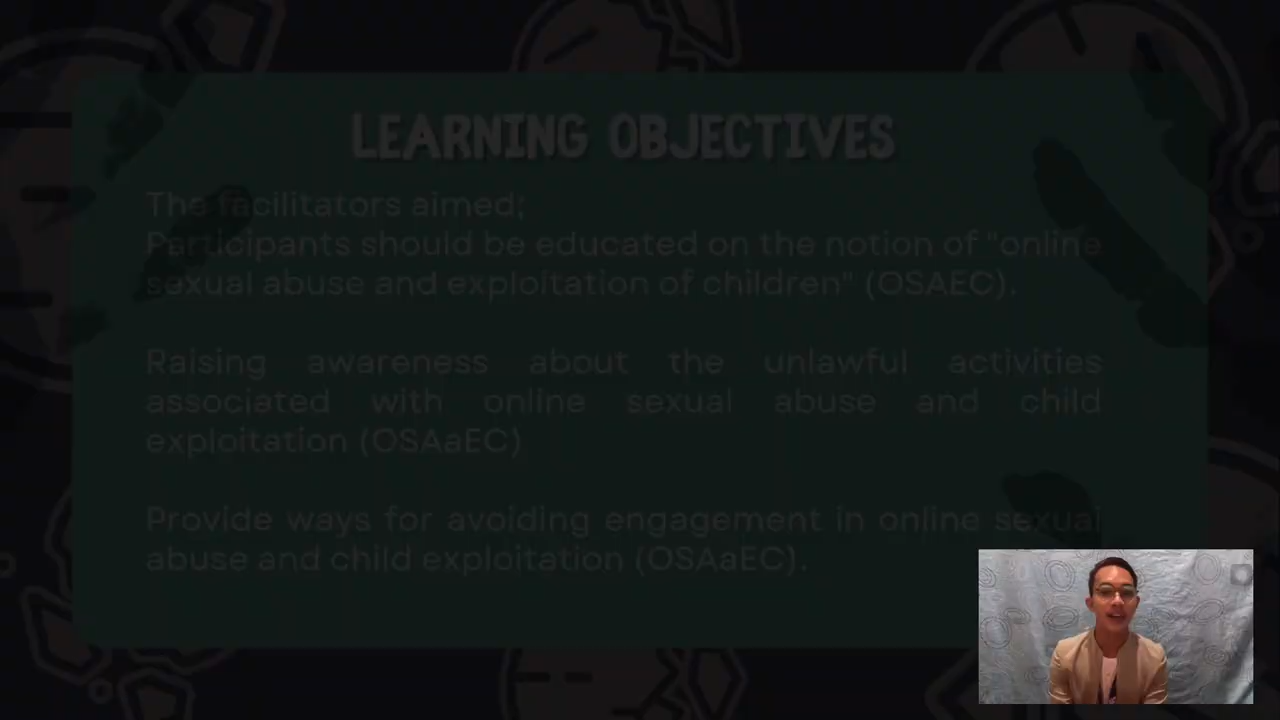 LEARNING OBJECTIVES
The facilitators aimed;
Participants should be educated on the notion of "online
sexual abuse and exploitation of children" (OSAEC).
Raising awareness about the unlawful activities
associated with online sexual abuse and child
exploitation (OSAaEC)
Provide ways for avoiding engagement in online sexual
abuse and child exploitation (OSAaEC).